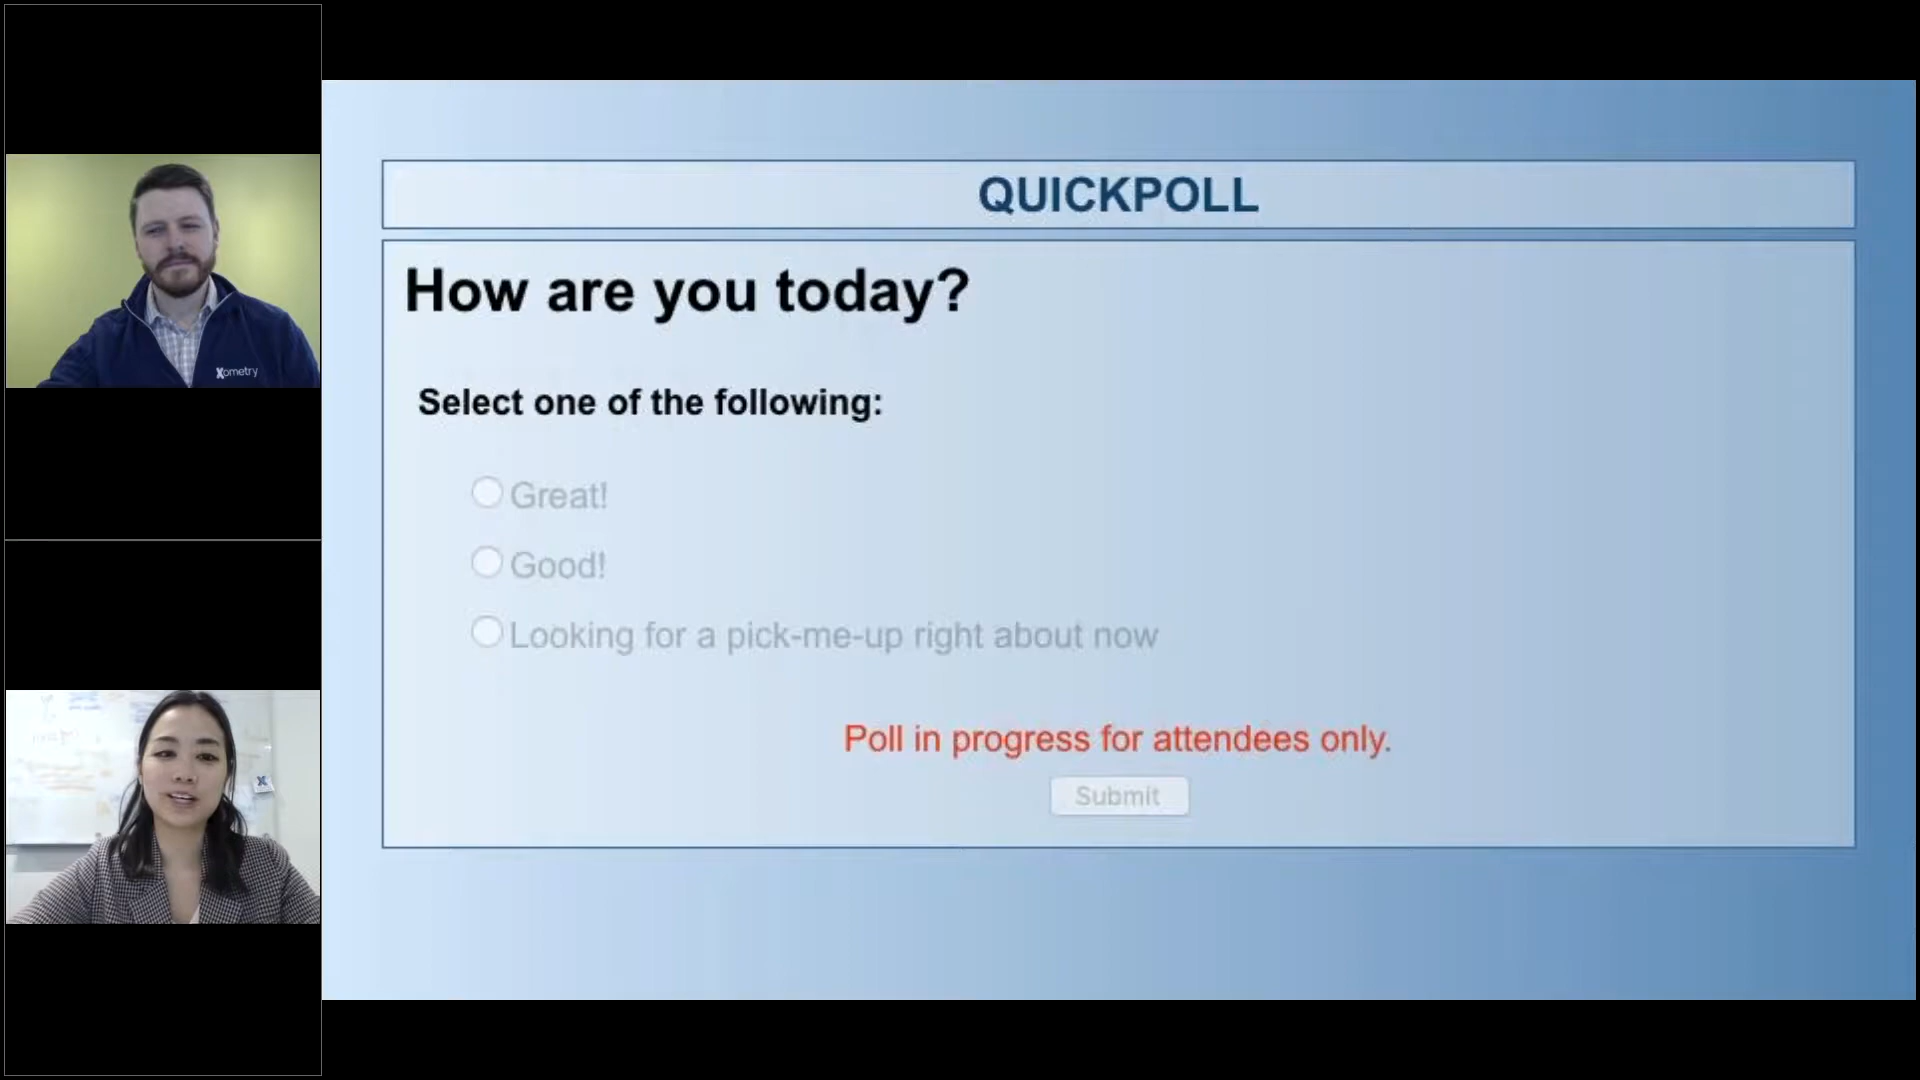 Xometry
QUICKPOLL
How are you today?
Select one of the following:
Great!
Good!
Looking for a pick-me-up right about now
Poll in progress for attendees only.
Submit